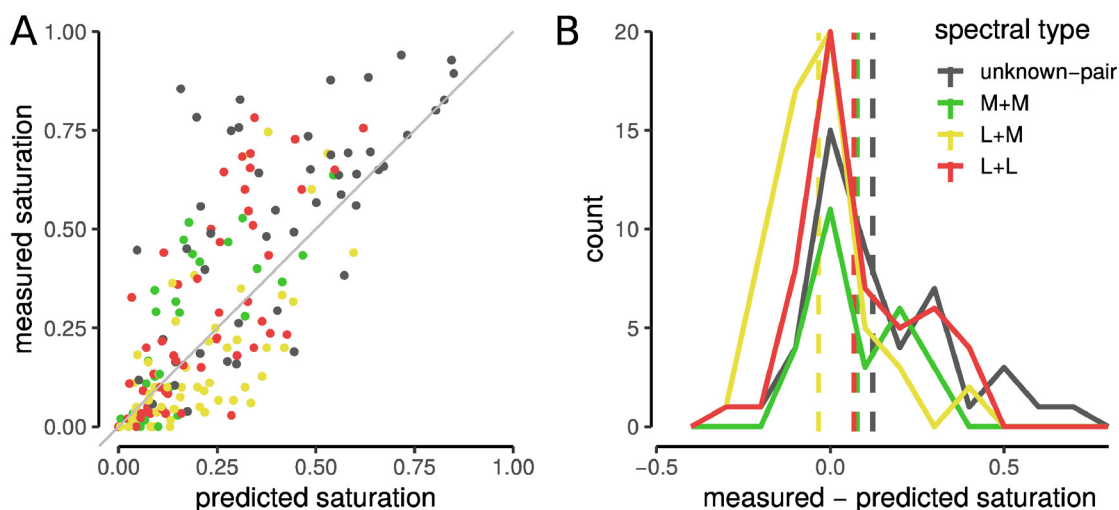 A
measured saturation
1.00
0.75
0.50
0.25
0.00
0.00 0.25 0.50 0.75 1.00
predicted saturation
B
count
20
15
10
5
0
−0.5 0.0 0.5
measured − predicted saturation
spectral type
unknown−pair
M+M
L+M
L+L